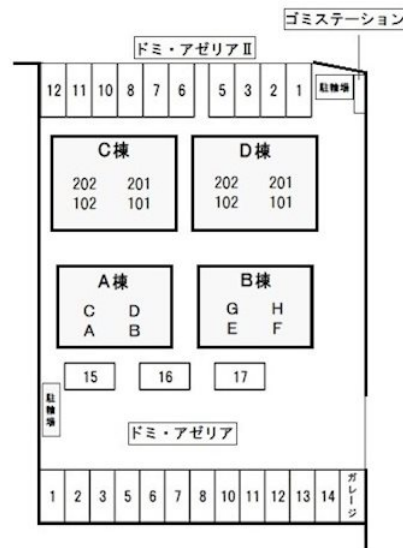 ゴミステーション
ドミ・アゼリアⅡ
12 11 10 8 7 6 5 3 2 1 駐輪場
C棟 D棟
202 201 202 201
102 101 102 101
A棟 B棟
C D G H
A B E F
15 16 17
駐輪場
ドミ・アゼリア
1 2 3 5 6 7 8 10 11 12 13 14 ガレージ